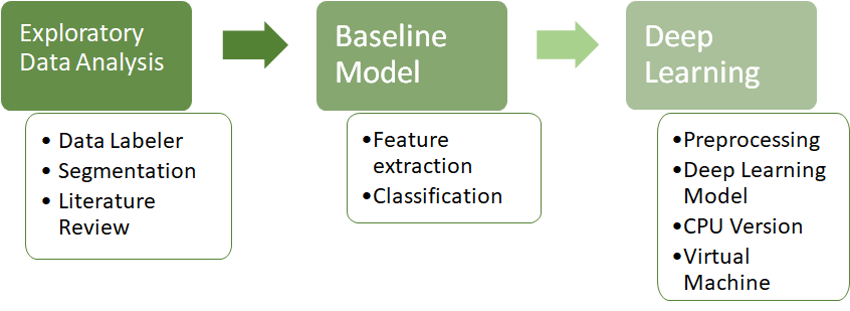 Exploratory
Data Analysis
• Data Labeler
• Segmentation
• Literature
Review
Baseline
Model
•Feature
extraction
•Classification
Deep
Learning
•Preprocessing
•Deep Learning
Model
•CPU Version
•Virtual
Machine